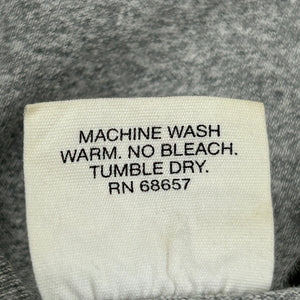 MACHINE WASH
WARM. NO BLEACH.
TUMBLE DRY.
RN 68657